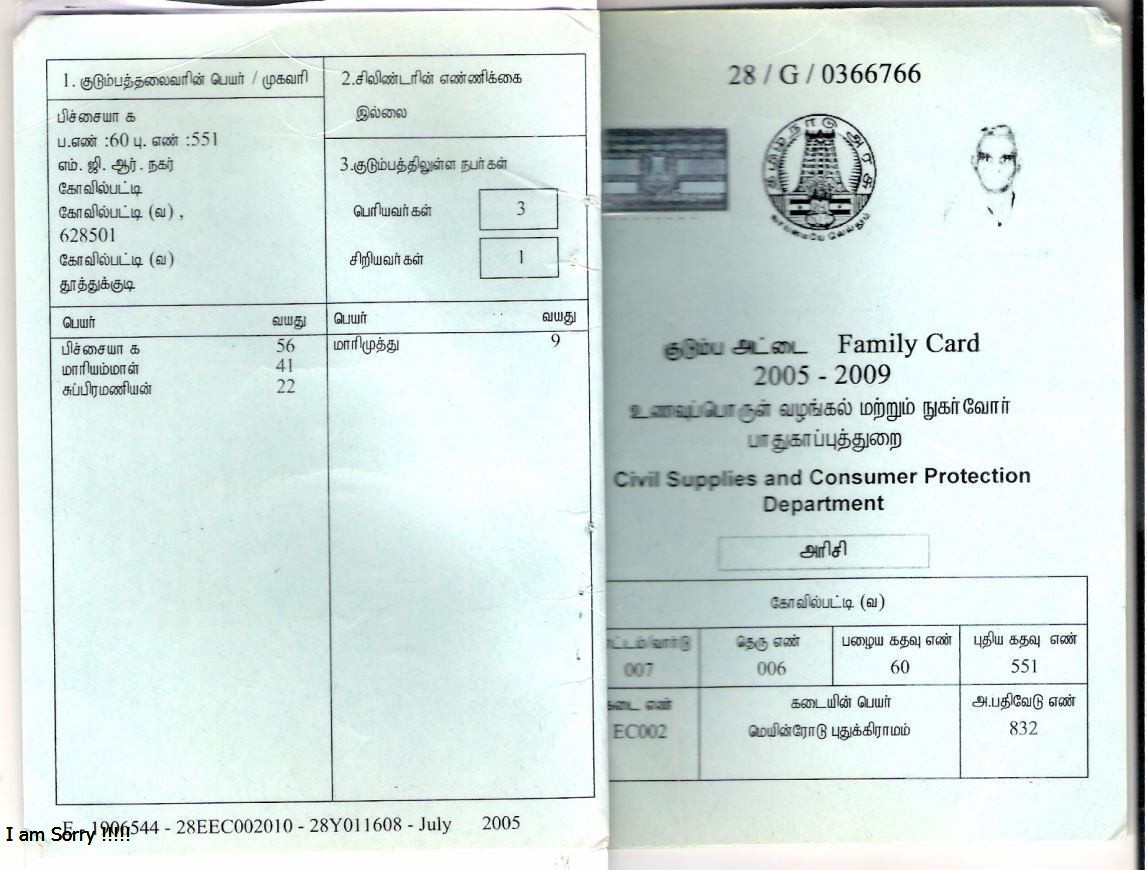 1. குடும்பத்தலைவரின் பெயர் / முகவரி
பிச்சையா க
ப.எண் :60 பு. எண் :551
எம். ஜி. ஆர். நகர்
கோவில்பட்டி
கோவில்பட்டி (வ) ,
628501
கோவில்பட்டி (வ)
தூத்துக்குடி
2.சிலிண்டரின் எண்ணிக்கை
இல்லை
3.குடும்பத்திலுள்ள நபர்கள்
பெரியவர்கள் 3
சிறியவர்கள் 1
பெயர் வயது பெயர் வயது
பிச்சையா க 56 மாரிமுத்து 9
மாரியம்மாள் 41
சுப்பிரமணியன் 22
1906544 - 28EEC002010 - 28Y011608 - July 2005
I am Sorry !!!!!
28 / G / 0366766
தமிழ்நாடு அரசு
குடும்ப அட்டை Family Card
2005 - 2009
உணவுப்பொருள் வழங்கல் மற்றும் நுகர்வோர்
பாதுகாப்புத்துறை
Civil Supplies and Consumer Protection
Department
அரிசி
கோவில்பட்டி (வ)
தெரு எண் பழைய கதவு எண் புதிய கதவு எண்
007 006 60 551
கடையின் பெயர் அ.பதிவேடு எண்
EC002 மெயின்ரோடு புதுக்கிராமம் 832